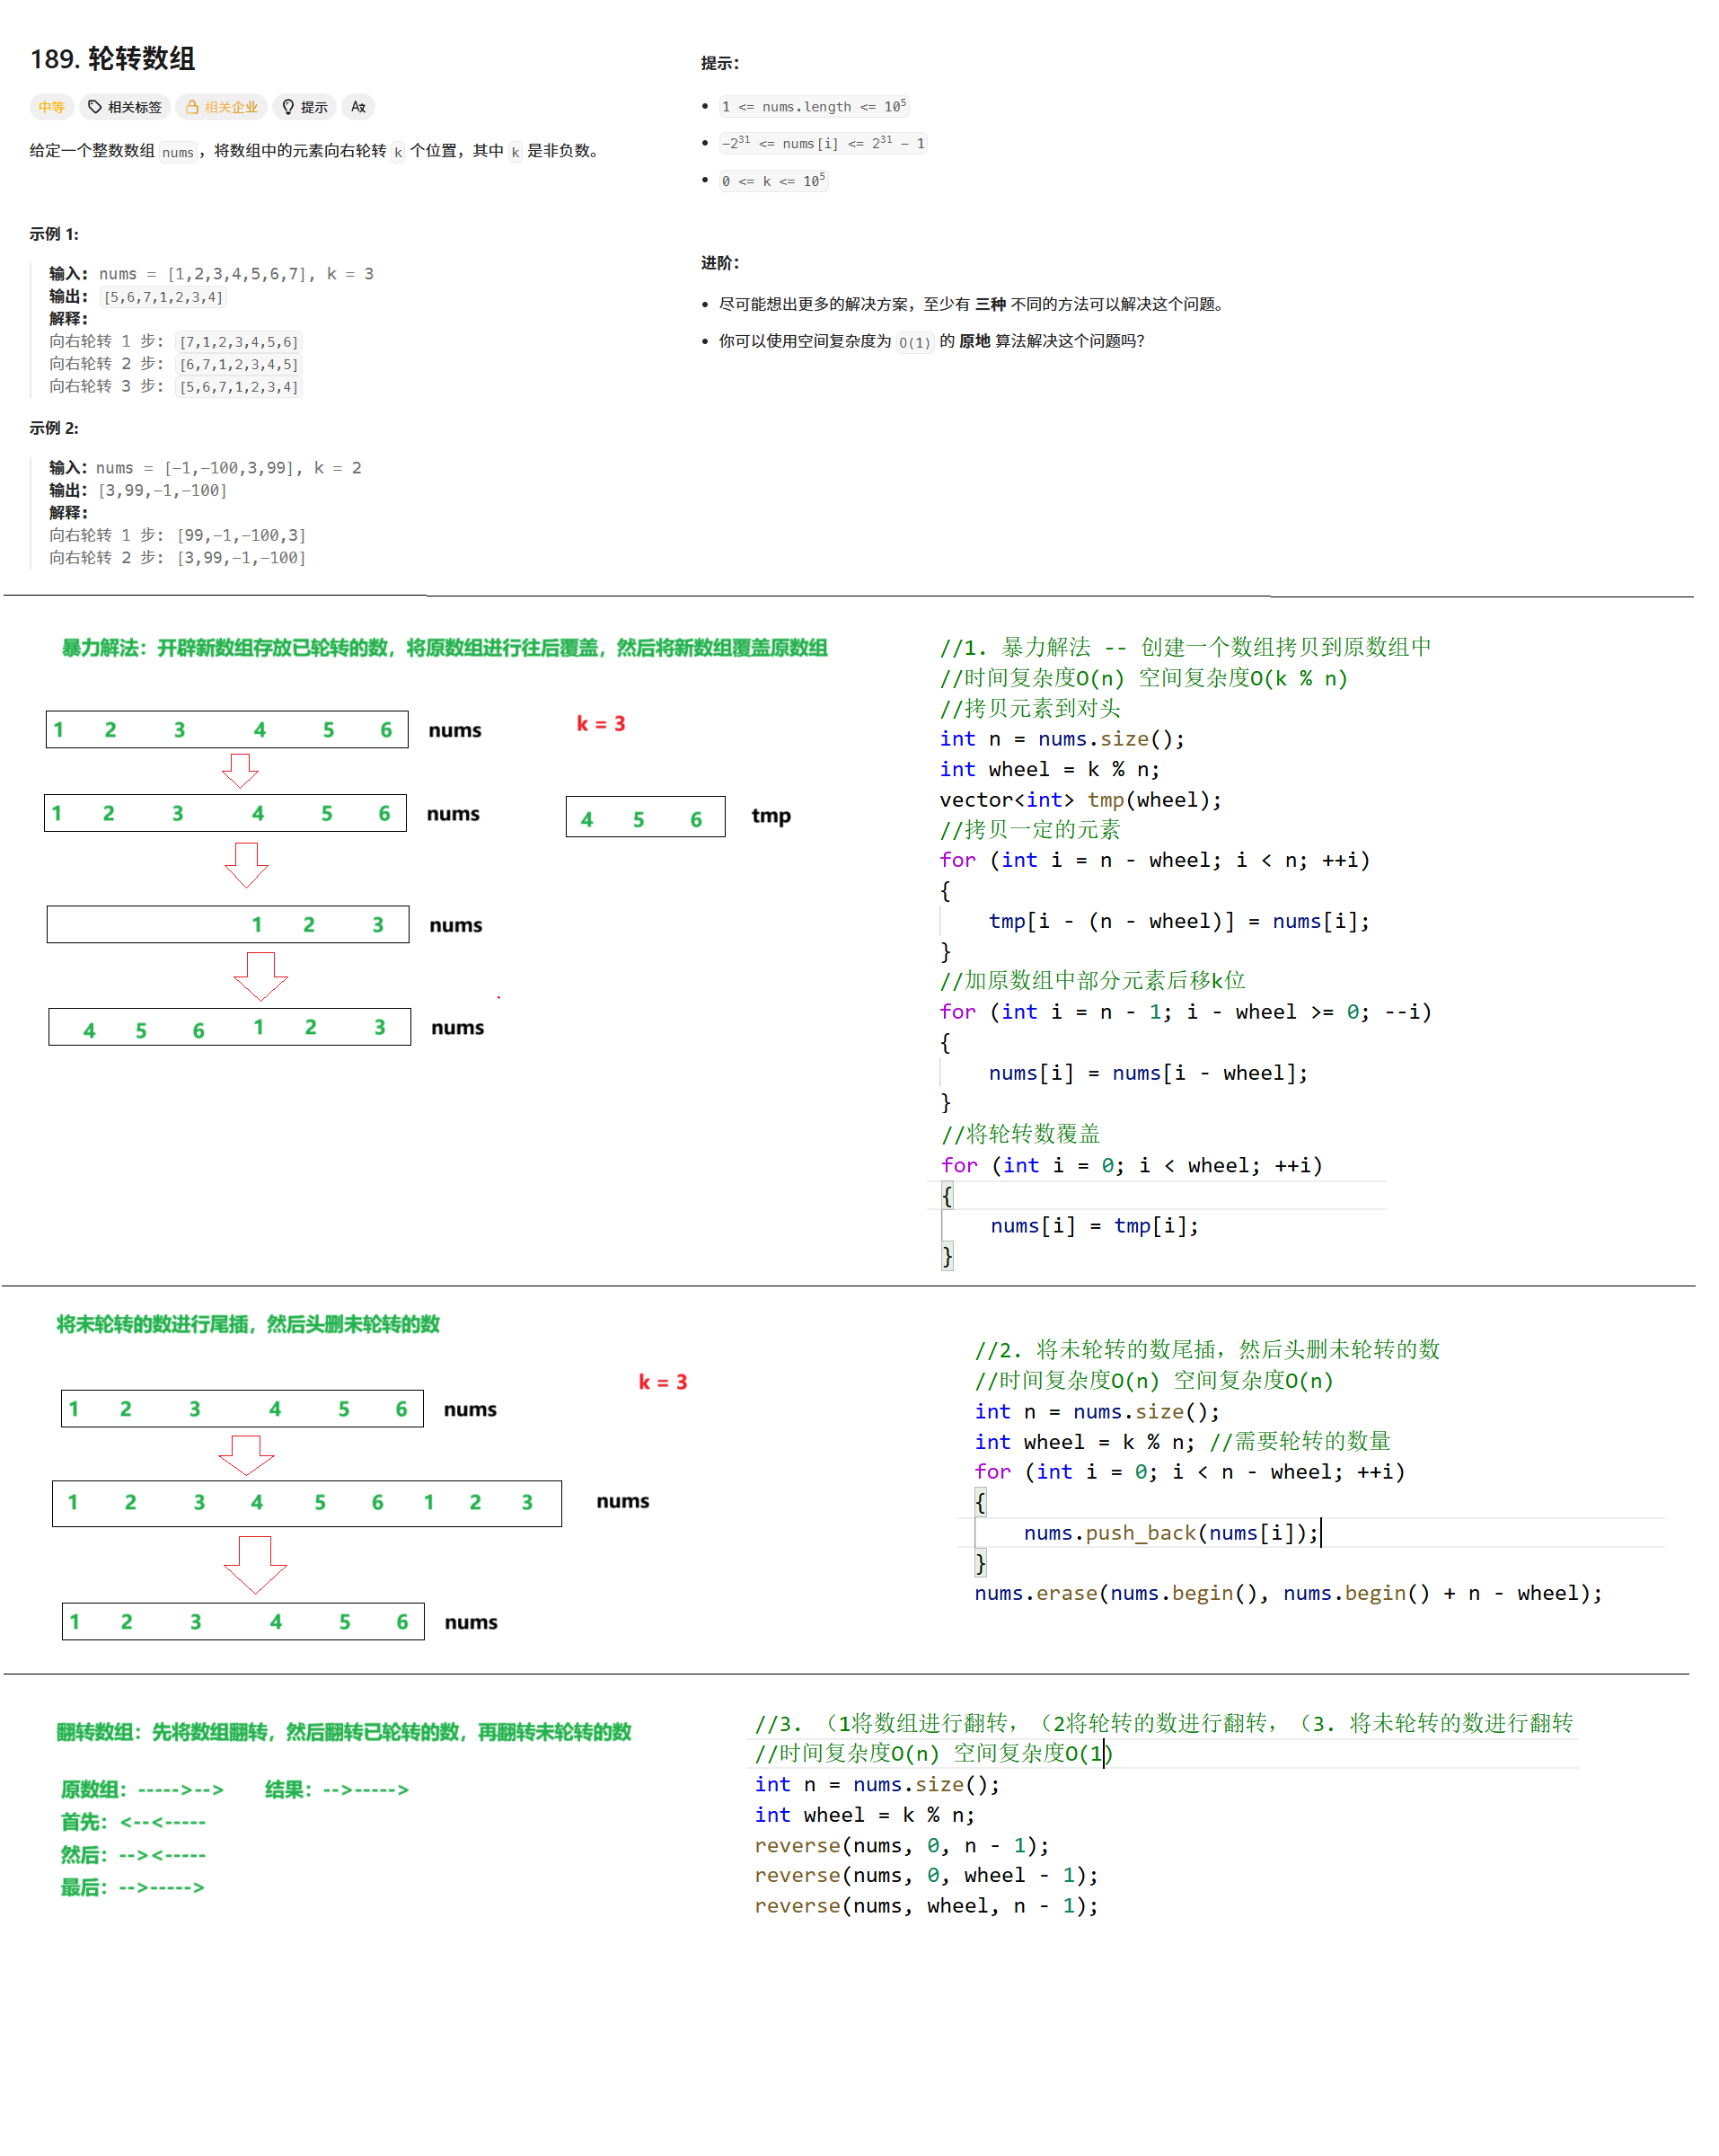 189. 轮转数组
中等 相关标签 相关企业 提示 Aあ
给定一个整数数组 nums，将数组中的元素向右轮转 k 个位置，其中 k 是非负数。
示例 1:
输入: nums = [1,2,3,4,5,6,7], k = 3
输出: [5,6,7,1,2,3,4]
解释:
向右轮转 1 步: [7,1,2,3,4,5,6]
向右轮转 2 步: [6,7,1,2,3,4,5]
向右轮转 3 步: [5,6,7,1,2,3,4]
示例 2:
输入：nums = [-1,-100,3,99], k = 2
输出：[3,99,-1,-100]
解释:
向右轮转 1 步: [99,-1,-100,3]
向右轮转 2 步: [3,99,-1,-100]
提示：
1 <= nums.length <= 10⁵
-2³¹ <= nums[i] <= 2³¹ - 1
0 <= k <= 10⁵
进阶：
尽可能想出更多的解决方案，至少有 三种 不同的方法可以解决这个问题。
你可以使用空间复杂度为 O(1) 的 原地 算法解决这个问题吗？
暴力解法：开辟新数组存放已轮转的数，将原数组进行往后覆盖，然后将新数组覆盖原数组
1 2 3 4 5 6 nums
k = 3
1 2 3 4 5 6 nums
4 5 6 tmp
1 2 3 nums
4 5 6 1 2 3 nums
//1. 暴力解法 -- 创建一个数组拷贝到原数组中
//时间复杂度O(n) 空间复杂度O(k % n)
//拷贝元素到对头
int n = nums.size();
int wheel = k % n;
vector<int> tmp(wheel);
//拷贝一定的元素
for (int i = n - wheel; i < n; ++i)
{
tmp[i - (n - wheel)] = nums[i];
}
//加原数组中部分元素后移k位
for (int i = n - 1; i - wheel >= 0; --i)
{
nums[i] = nums[i - wheel];
}
//将轮转数覆盖
for (int i = 0; i < wheel; ++i)
{
nums[i] = tmp[i];
}
将未轮转的数进行尾插，然后头删未轮转的数
k = 3
1 2 3 4 5 6 nums
1 2 3 4 5 6 1 2 3 nums
1 2 3 4 5 6 nums
//2. 将未轮转的数尾插，然后头删未轮转的数
//时间复杂度O(n) 空间复杂度O(n)
int n = nums.size();
int wheel = k % n; //需要轮转的数量
for (int i = 0; i < n - wheel; ++i)
{
nums.push_back(nums[i]);
}
nums.erase(nums.begin(), nums.begin() + n - wheel);
翻转数组：先将数组翻转，然后翻转已轮转的数，再翻转未轮转的数
原数组：----->--> 结果：-->----->
首先：<--<-----
然后：--><-----
最后：-->----->
//3. （1将数组进行翻转，（2将轮转的数进行翻转，（3. 将未轮转的数进行翻转
//时间复杂度O(n) 空间复杂度O(1)
int n = nums.size();
int wheel = k % n;
reverse(nums, 0, n - 1);
reverse(nums, 0, wheel - 1);
reverse(nums, wheel, n - 1);